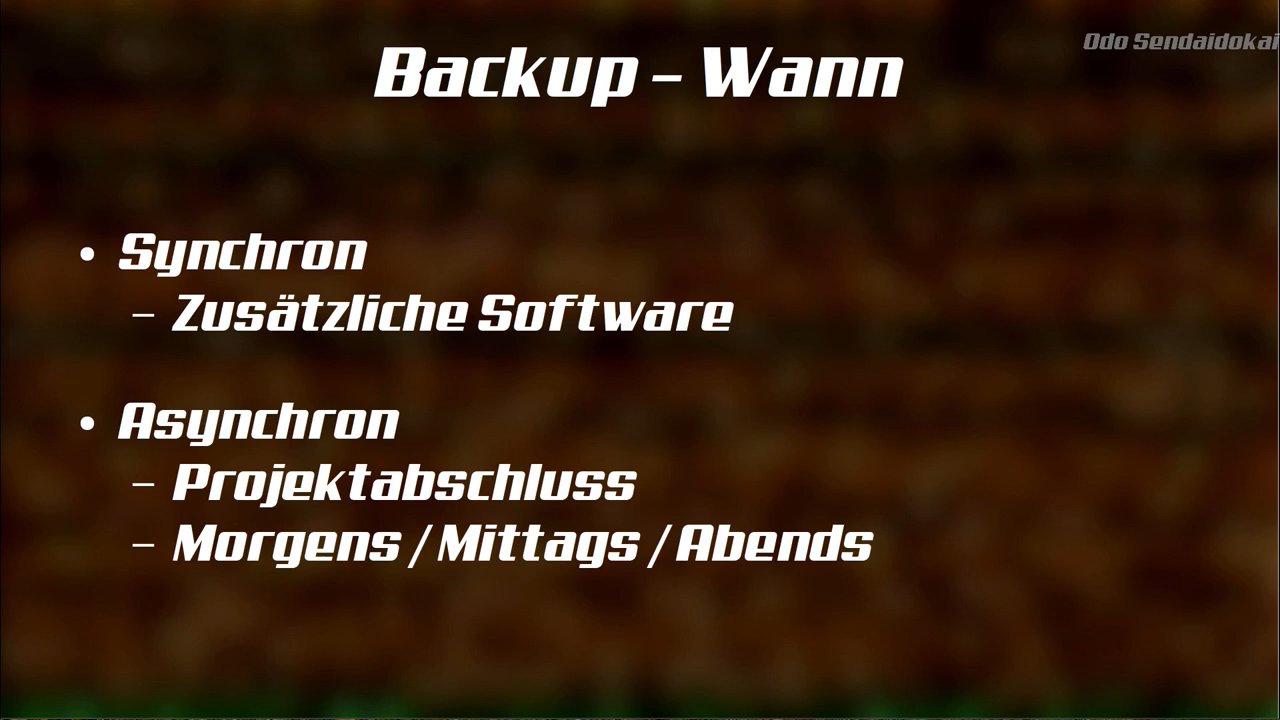 Odo Sendaidokai
Backup - Wann
• Synchron
– Zusätzliche Software
• Asynchron
– Projektabschluss
– Morgens / Mittags / Abends